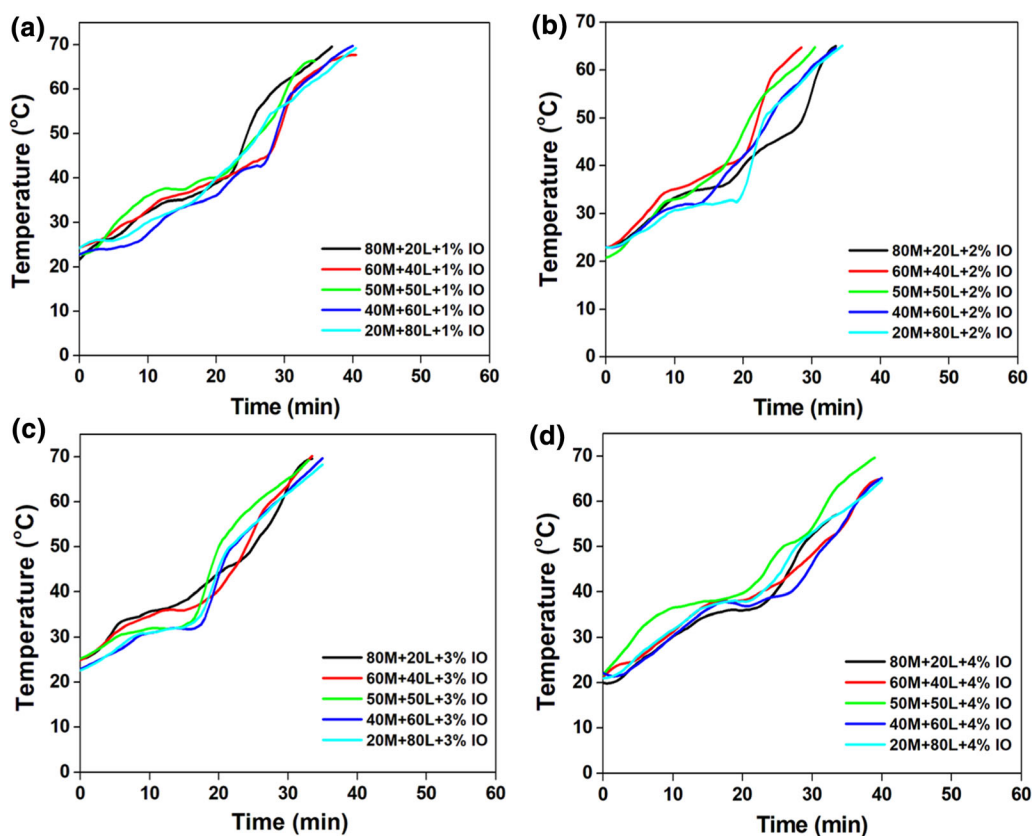 (a)
Temperature (°C)
70
60
50
40
30
20
10
0
80M+20L+1% IO
60M+40L+1% IO
50M+50L+1% IO
40M+60L+1% IO
20M+80L+1% IO
0 10 20 30 40 50 60
Time (min)
(b)
Temperature (°C)
70
60
50
40
30
20
10
0
80M+20L+2% IO
60M+40L+2% IO
50M+50L+2% IO
40M+60L+2% IO
20M+80L+2% IO
0 10 20 30 40 50 60
Time (min)
(c)
Temperature (°C)
70
60
50
40
30
20
10
0
80M+20L+3% IO
60M+40L+3% IO
50M+50L+3% IO
40M+60L+3% IO
20M+80L+3% IO
0 10 20 30 40 50 60
Time (min)
(d)
Temperature (°C)
70
60
50
40
30
20
10
0
80M+20L+4% IO
60M+40L+4% IO
50M+50L+4% IO
40M+60L+4% IO
20M+80L+4% IO
0 10 20 30 40 50 60
Time (min)